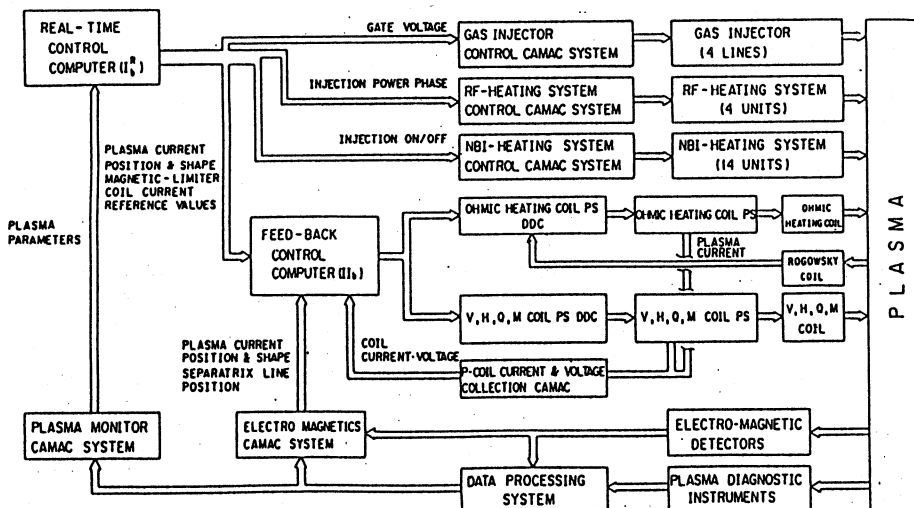 REAL-TIME
CONTROL
COMPUTER (I_b^R)
GATE VOLTAGE
GAS INJECTOR
CONTROL CAMAC SYSTEM
GAS INJECTOR
(4 LINES)
INJECTION POWER PHASE
RF-HEATING SYSTEM
CONTROL CAMAC SYSTEM
RF-HEATING SYSTEM
(4 UNITS)
INJECTION ON/OFF
NBI-HEATING SYSTEM
CONTROL CAMAC SYSTEM
NBI-HEATING SYSTEM
(14 UNITS)
PLASMA
PLASMA CURRENT
POSITION & SHAPE
MAGNETIC-LIMITER
COIL CURRENT
REFERENCE VALUES
PLASMA
PARAMETERS
FEED-BACK
CONTROL
COMPUTER (II_b)
OHMIC HEATING COIL PS
DDC
OHMIC HEATING COIL PS
OHMIC
HEATING COIL
PLASMA
CURRENT
ROGOWSKY
COIL
V, H, Q, M COIL PS DDC
V, H, Q, M COIL PS
V, H, Q, M
COIL
PLASMA CURRENT
POSITION & SHAPE
SEPARATRIX LINE
POSITION
COIL
CURRENT·VOLTAGE
P-COIL CURRENT & VOLTAGE
COLLECTION CAMAC
PLASMA MONITOR
CAMAC SYSTEM
ELECTRO MAGNETICS
CAMAC SYSTEM
ELECTRO-MAGNETIC
DETECTORS
DATA PROCESSING
SYSTEM
PLASMA DIAGNOSTIC
INSTRUMENTS